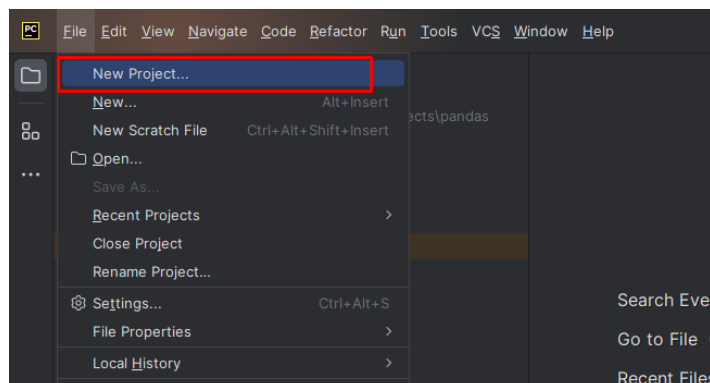 PC File Edit View Navigate Code Refactor Run Tools VCS Window Help
New Project...
New... Alt+Insert
ects\pandas
New Scratch File Ctrl+Alt+Shift+Insert
Open...
Save As...
Recent Projects
Close Project
Rename Project...
Settings... Ctrl+Alt+S
Search Eve
File Properties
Go to File
Local History
Recent Files